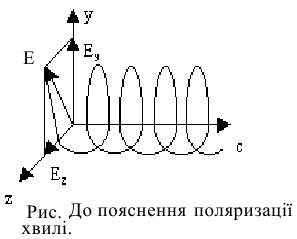 y
E
Ey
c
Ez
z
Рис. До пояснення поляризації
хвилі.